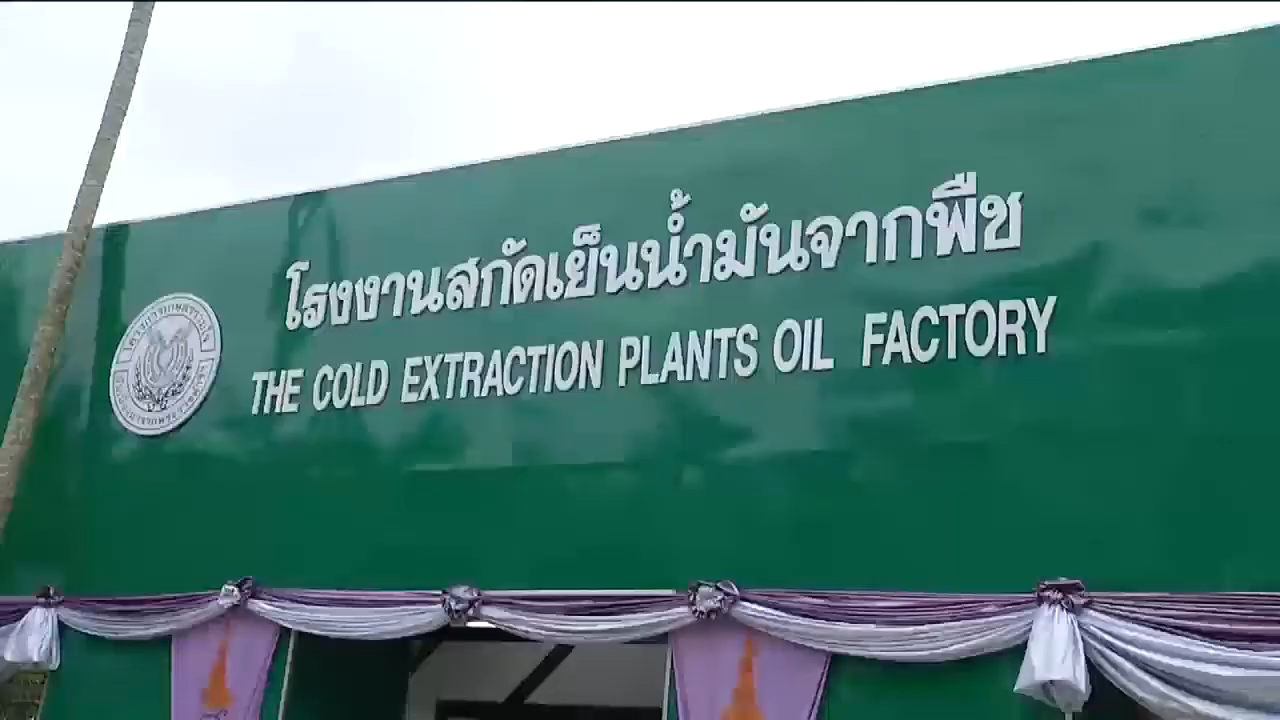 โรงงานสกัดเย็นน้ำมันจากพืช
THE COLD EXTRACTION PLANTS OIL FACTORY